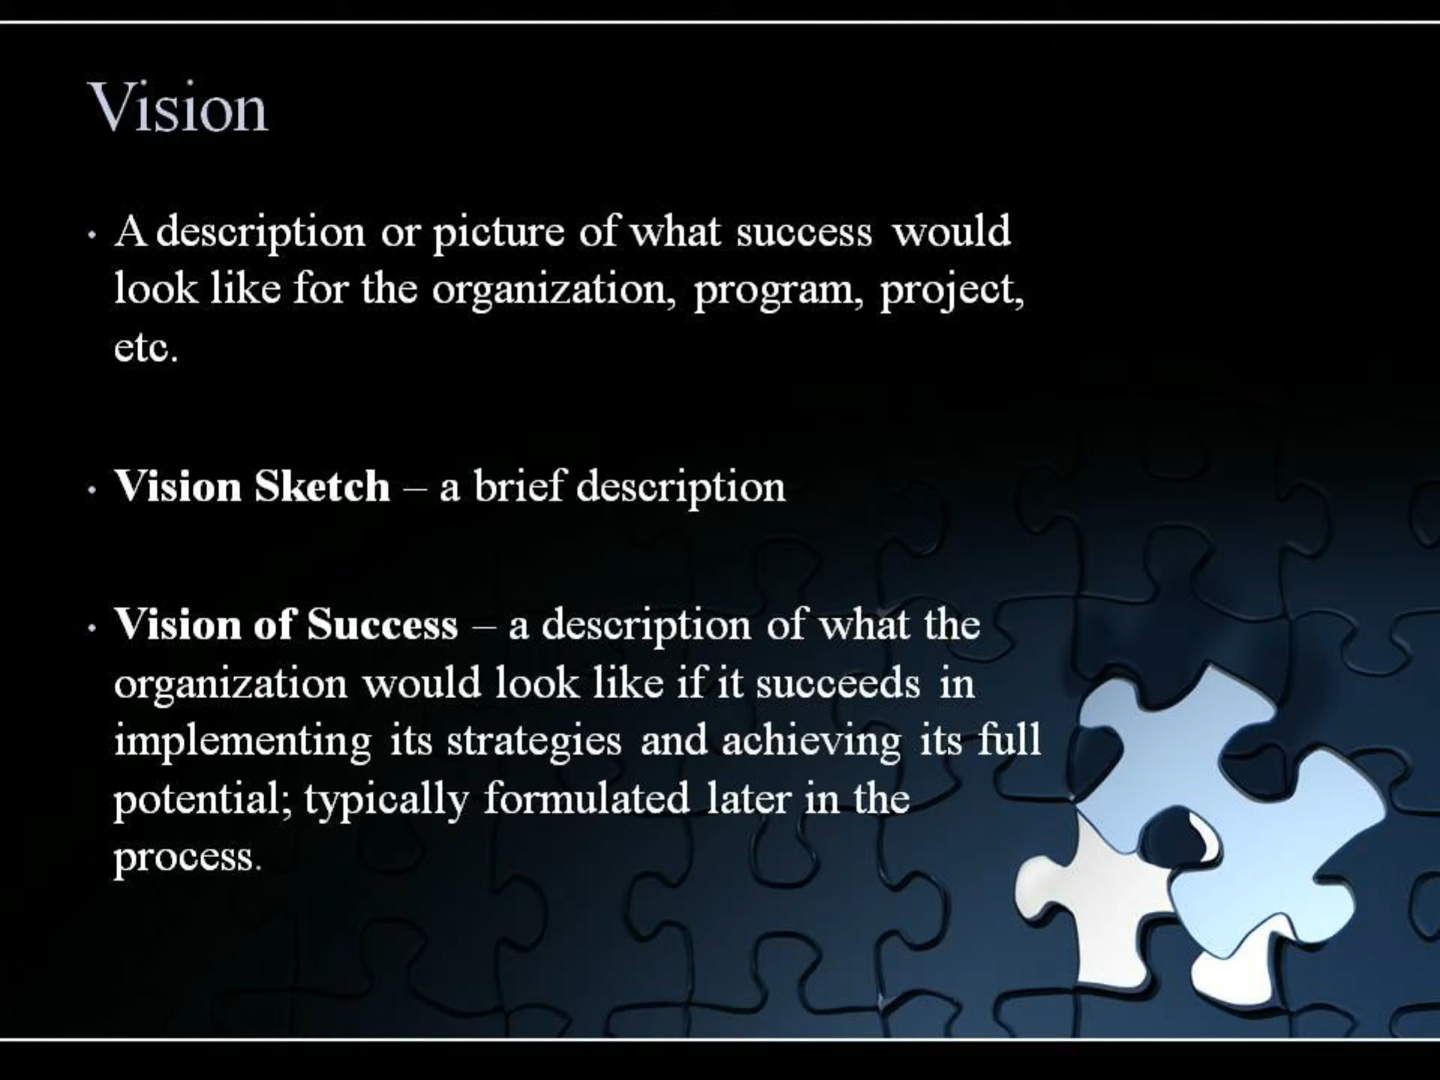 Vision
• A description or picture of what success would
look like for the organization, program, project,
etc.
• Vision Sketch – a brief description
• Vision of Success – a description of what the
organization would look like if it succeeds in
implementing its strategies and achieving its full
potential; typically formulated later in the
process.